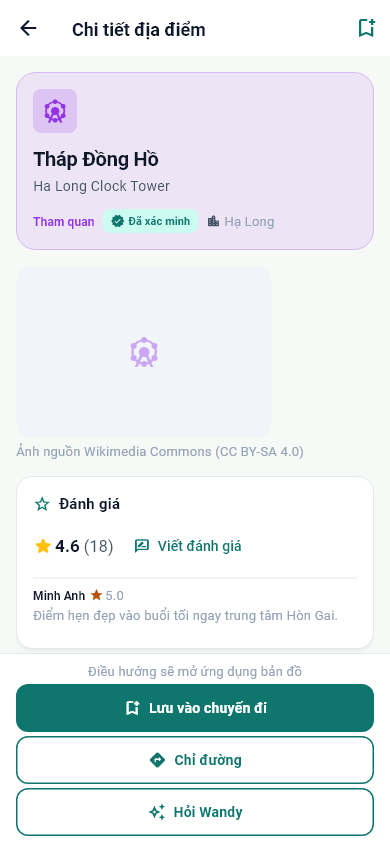 Chi tiết địa điểm
Tháp Đồng Hồ
Ha Long Clock Tower
Tham quan Đã xác minh Hạ Long
Ảnh nguồn Wikimedia Commons (CC BY-SA 4.0)
Đánh giá
4.6 (18) Viết đánh giá
Minh Anh 5.0
Điểm hẹn đẹp vào buổi tối ngay trung tâm Hòn Gai.
Điều hướng sẽ mở ứng dụng bản đồ
Lưu vào chuyến đi
Chỉ đường
Hỏi Wandy